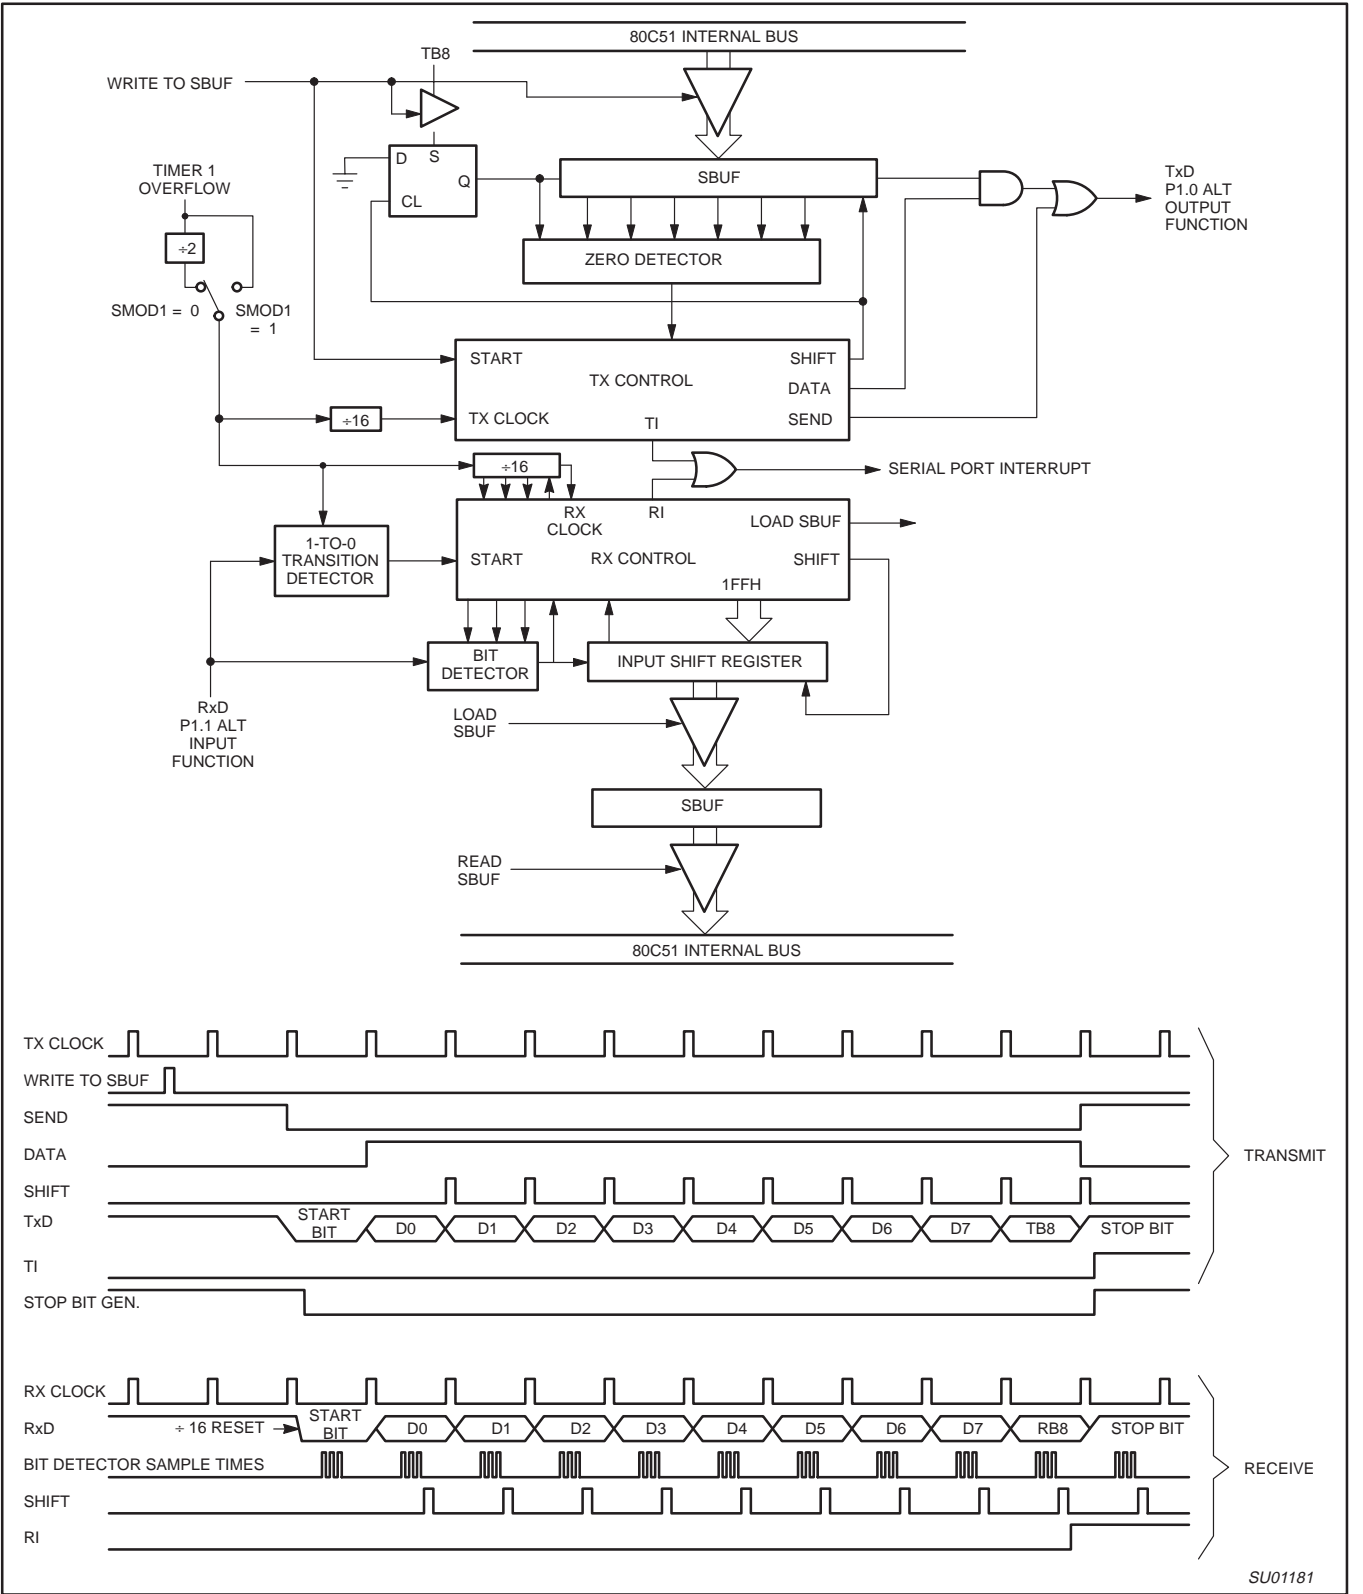 80C51 INTERNAL BUS
TB8
WRITE TO SBUF
D
S
Q
CL
SBUF
TxD
P1.0 ALT
OUTPUT
FUNCTION
TIMER 1
OVERFLOW
÷2
ZERO DETECTOR
SMOD1 = 0
SMOD1
= 1
START
SHIFT
TX CONTROL
DATA
÷16
TX CLOCK
TI
SEND
÷16
SERIAL PORT INTERRUPT
RX
CLOCK
RI
LOAD SBUF
1-TO-0
TRANSITION
DETECTOR
START
RX CONTROL
SHIFT
1FFH
BIT
DETECTOR
INPUT SHIFT REGISTER
RxD
P1.1 ALT
INPUT
FUNCTION
LOAD
SBUF
SBUF
READ
SBUF
80C51 INTERNAL BUS
TX CLOCK
WRITE TO SBUF
SEND
DATA
TRANSMIT
SHIFT
TxD
START
BIT
D0
D1
D2
D3
D4
D5
D6
D7
TB8
STOP BIT
TI
STOP BIT GEN.
RX CLOCK
RxD
÷ 16 RESET
START
BIT
D0
D1
D2
D3
D4
D5
D6
D7
RB8
STOP BIT
BIT DETECTOR SAMPLE TIMES
RECEIVE
SHIFT
RI
SU01181